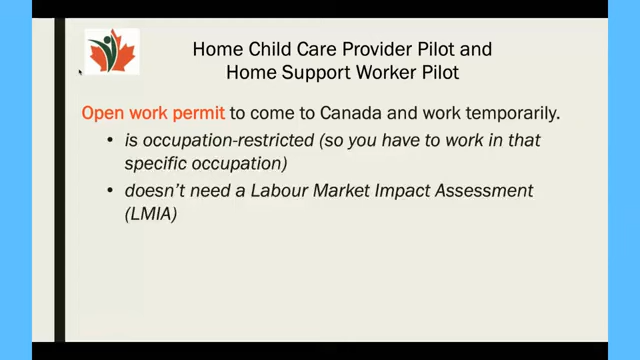 Home Child Care Provider Pilot and
Home Support Worker Pilot
Open work permit to come to Canada and work temporarily.
• is occupation-restricted (so you have to work in that
specific occupation)
• doesn't need a Labour Market Impact Assessment
(LMIA)